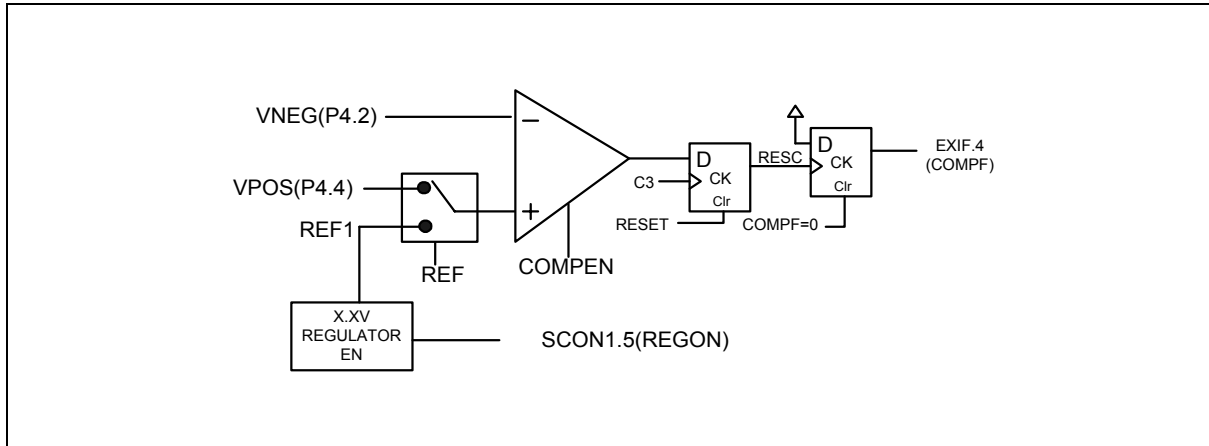 VNEG(P4.2)
−
D
CK
Clr
D
CK
Clr
RESC
EXIF.4
(COMPF)
VPOS(P4.4)
C3
REF1
+
RESET
COMPF=0
REF
COMPEN
X.XV
REGULATOR
EN
SCON1.5(REGON)